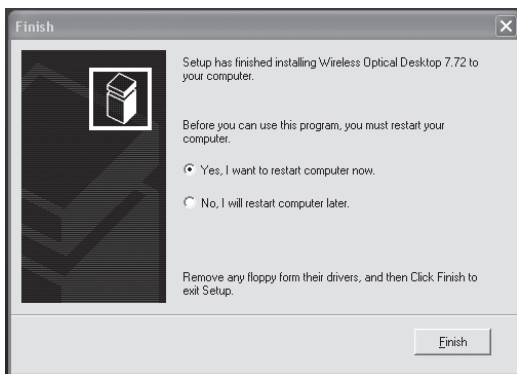 Finish
Setup has finished installing Wireless Optical Desktop 7.72 to
your computer.
Before you can use this program, you must restart your
computer.
Yes, I want to restart computer now.
No, I will restart computer later.
Remove any floppy form their drivers, and then Click Finish to
exit Setup.
Finish